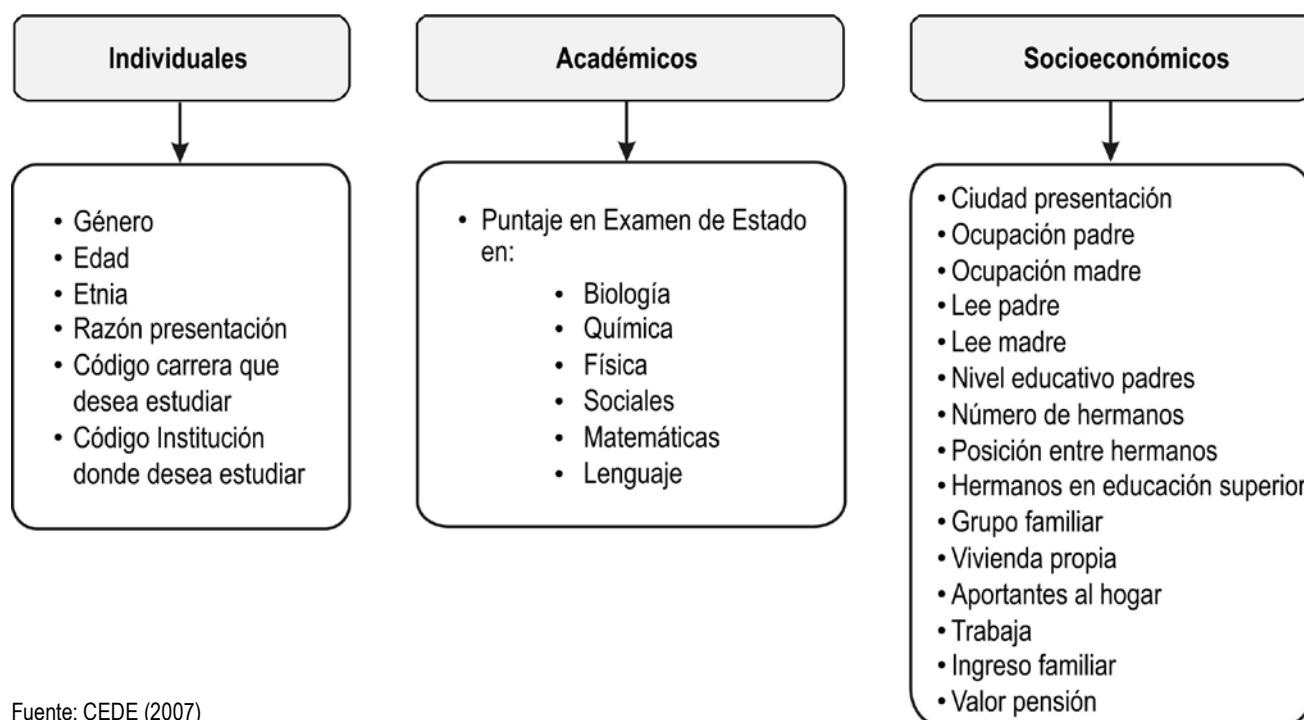 Individuales
• Género
• Edad
• Etnia
• Razón presentación
• Código carrera que
desea estudiar
• Código Institución
donde desea estudiar
Académicos
• Puntaje en Examen de Estado
en:
• Biología
• Química
• Física
• Sociales
• Matemáticas
• Lenguaje
Socioeconómicos
• Ciudad presentación
• Ocupación padre
• Ocupación madre
• Lee padre
• Lee madre
• Nivel educativo padres
• Número de hermanos
• Posición entre hermanos
• Hermanos en educación superior
• Grupo familiar
• Vivienda propia
• Aportantes al hogar
• Trabaja
• Ingreso familiar
• Valor pensión
Fuente: CEDE (2007)